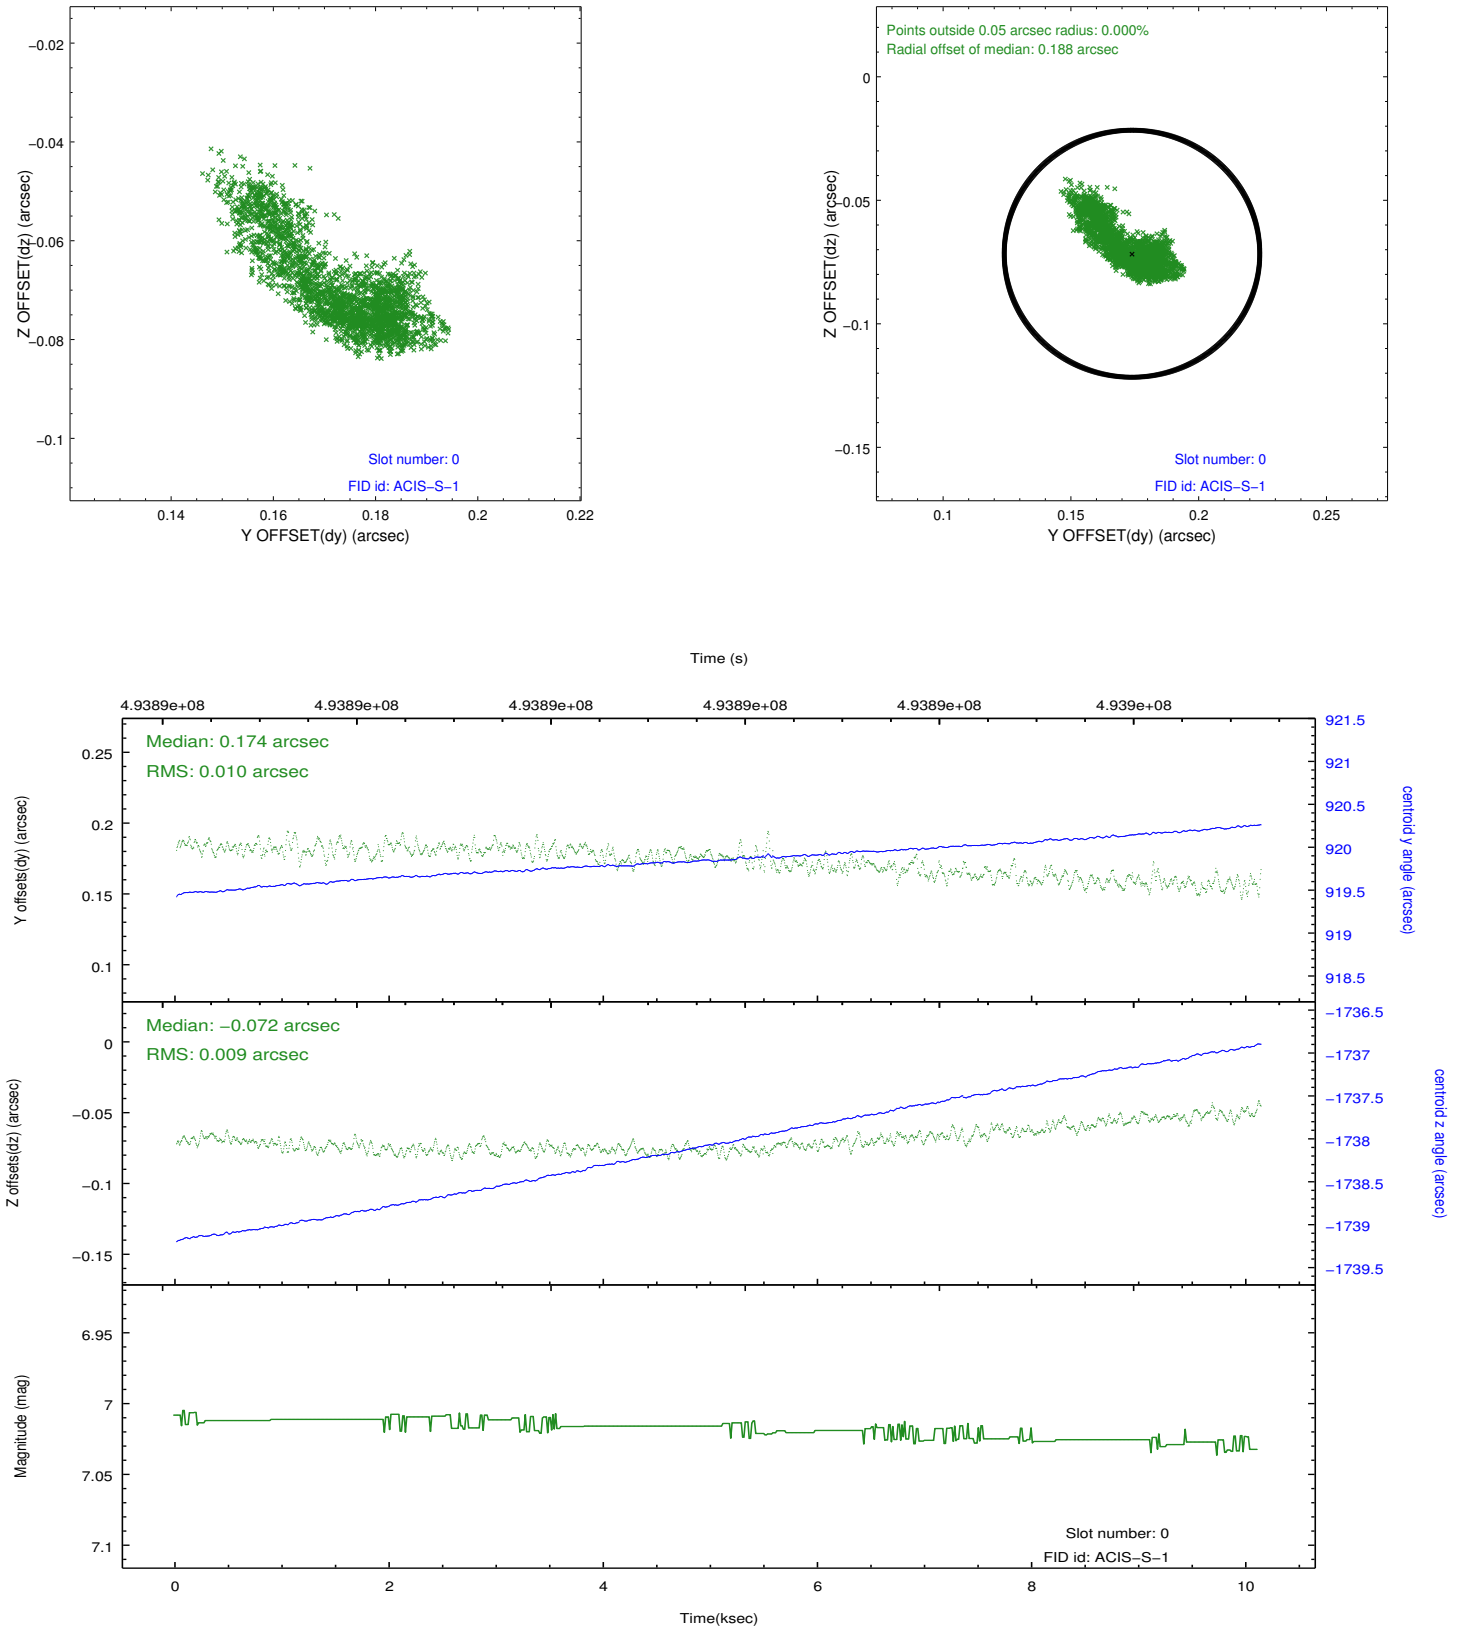 −0.02
−0.04
−0.06
−0.08
−0.1
Z OFFSET(dz) (arcsec)
Slot number: 0
FID id: ACIS−S−1
0.14
0.16
0.18
0.2
0.22
Y OFFSET(dy) (arcsec)
Points outside 0.05 arcsec radius: 0.000%
Radial offset of median: 0.188 arcsec
0
−0.05
−0.1
−0.15
Z OFFSET(dz) (arcsec)
Slot number: 0
FID id: ACIS−S−1
0.1
0.15
0.2
0.25
Y OFFSET(dy) (arcsec)
Time (s)
4.9389e+08
4.9389e+08
4.9389e+08
4.9389e+08
4.9389e+08
4.939e+08
Median: 0.174 arcsec
RMS: 0.010 arcsec
0.25
0.2
0.15
0.1
Y offsets(dy) (arcsec)
921.5
921
920.5
920
919.5
919
918.5
centroid y angle (arcsec)
Median: −0.072 arcsec
RMS: 0.009 arcsec
0
−0.05
−0.1
−0.15
Z offsets(dz) (arcsec)
−1736.5
−1737
−1737.5
−1738
−1738.5
−1739
−1739.5
centroid z angle (arcsec)
6.95
7
7.05
7.1
Magnitude (mag)
Slot number: 0
FID id: ACIS−S−1
0
2
4
6
8
10
Time(ksec)